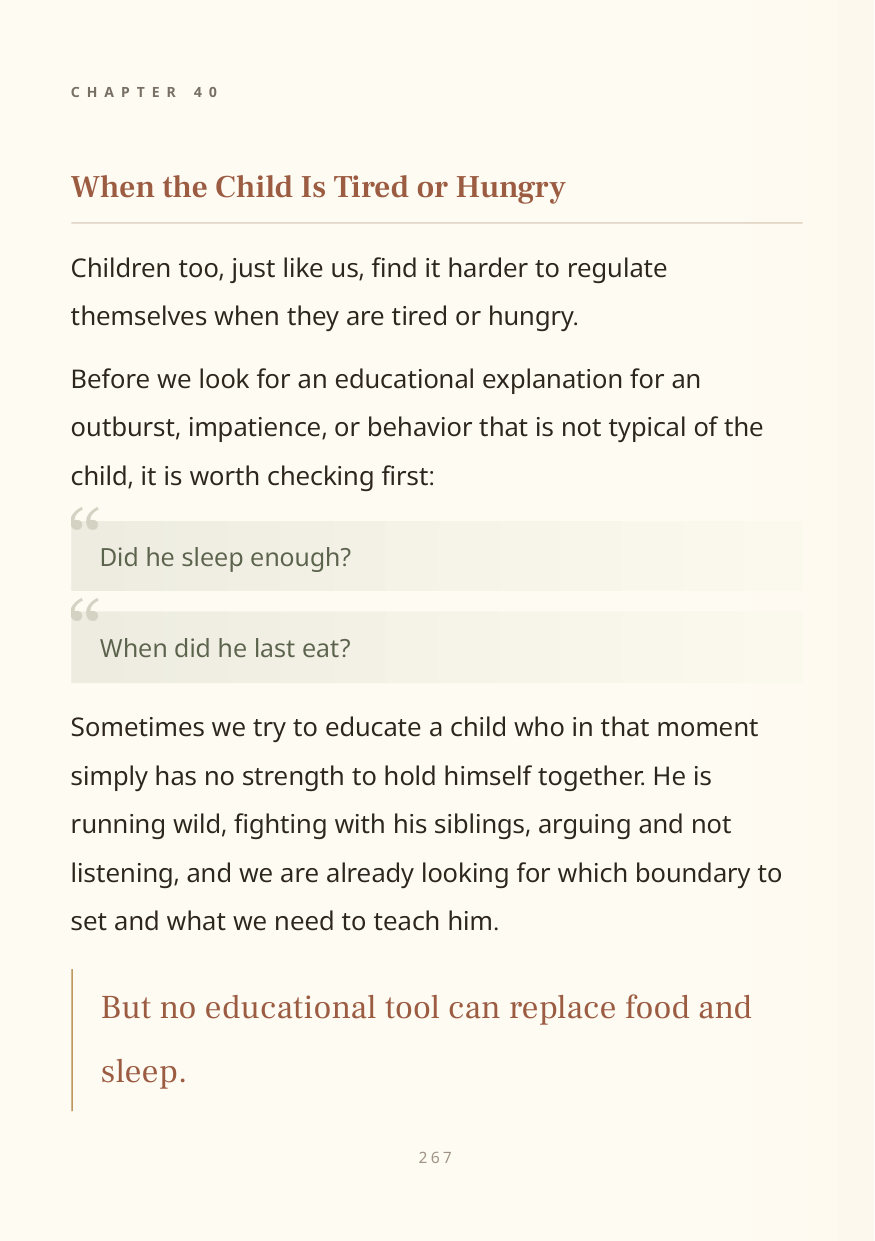 CHAPTER 40
When the Child Is Tired or Hungry
Children too, just like us, find it harder to regulate
themselves when they are tired or hungry.
Before we look for an educational explanation for an
outburst, impatience, or behavior that is not typical of the
child, it is worth checking first:
“
Did he sleep enough?
“
When did he last eat?
Sometimes we try to educate a child who in that moment
simply has no strength to hold himself together. He is
running wild, fighting with his siblings, arguing and not
listening, and we are already looking for which boundary to
set and what we need to teach him.
But no educational tool can replace food and
sleep.
267